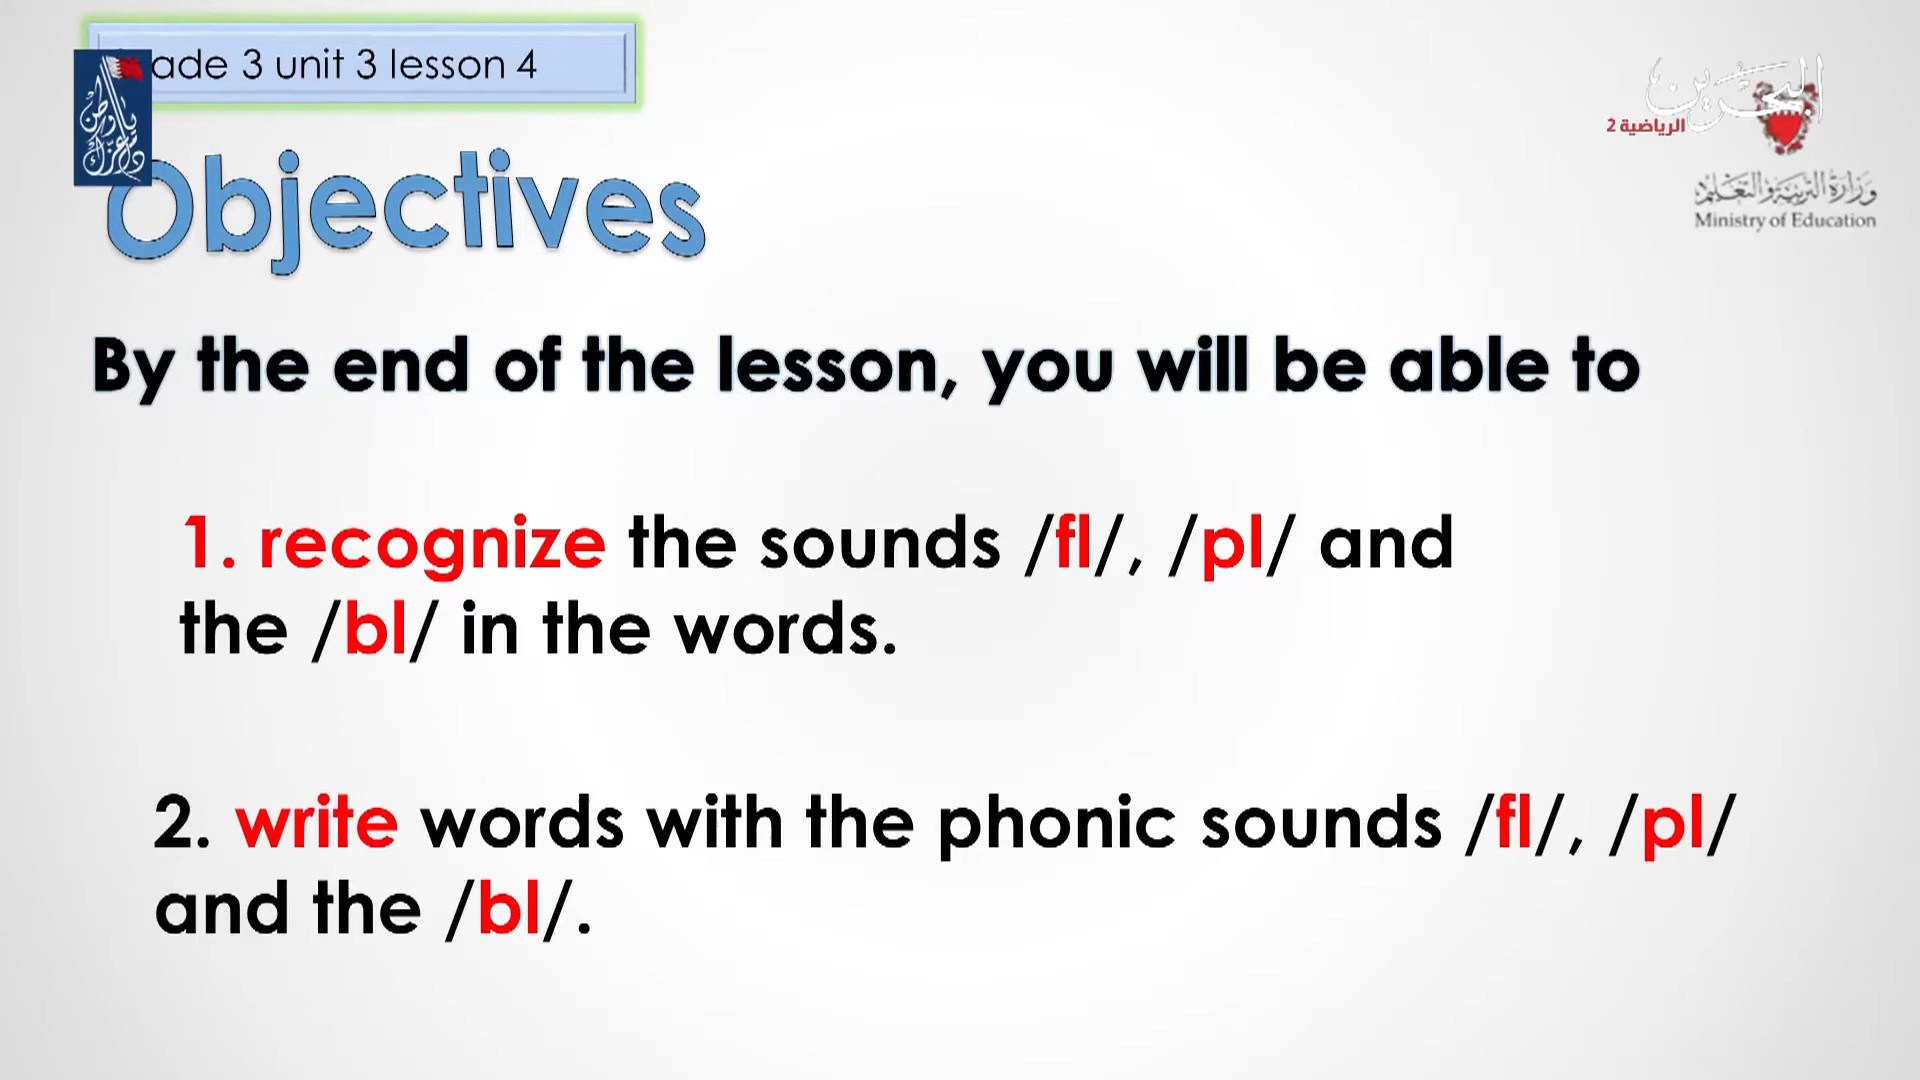 ade 3 unit 3 lesson 4
البحرين
الرياضية 2
وزارة التربية والتعليم
Ministry of Education
Objectives
By the end of the lesson, you will be able to
1. recognize the sounds /fl/, /pl/ and
the /bl/ in the words.
2. write words with the phonic sounds /fl/, /pl/
and the /bl/.